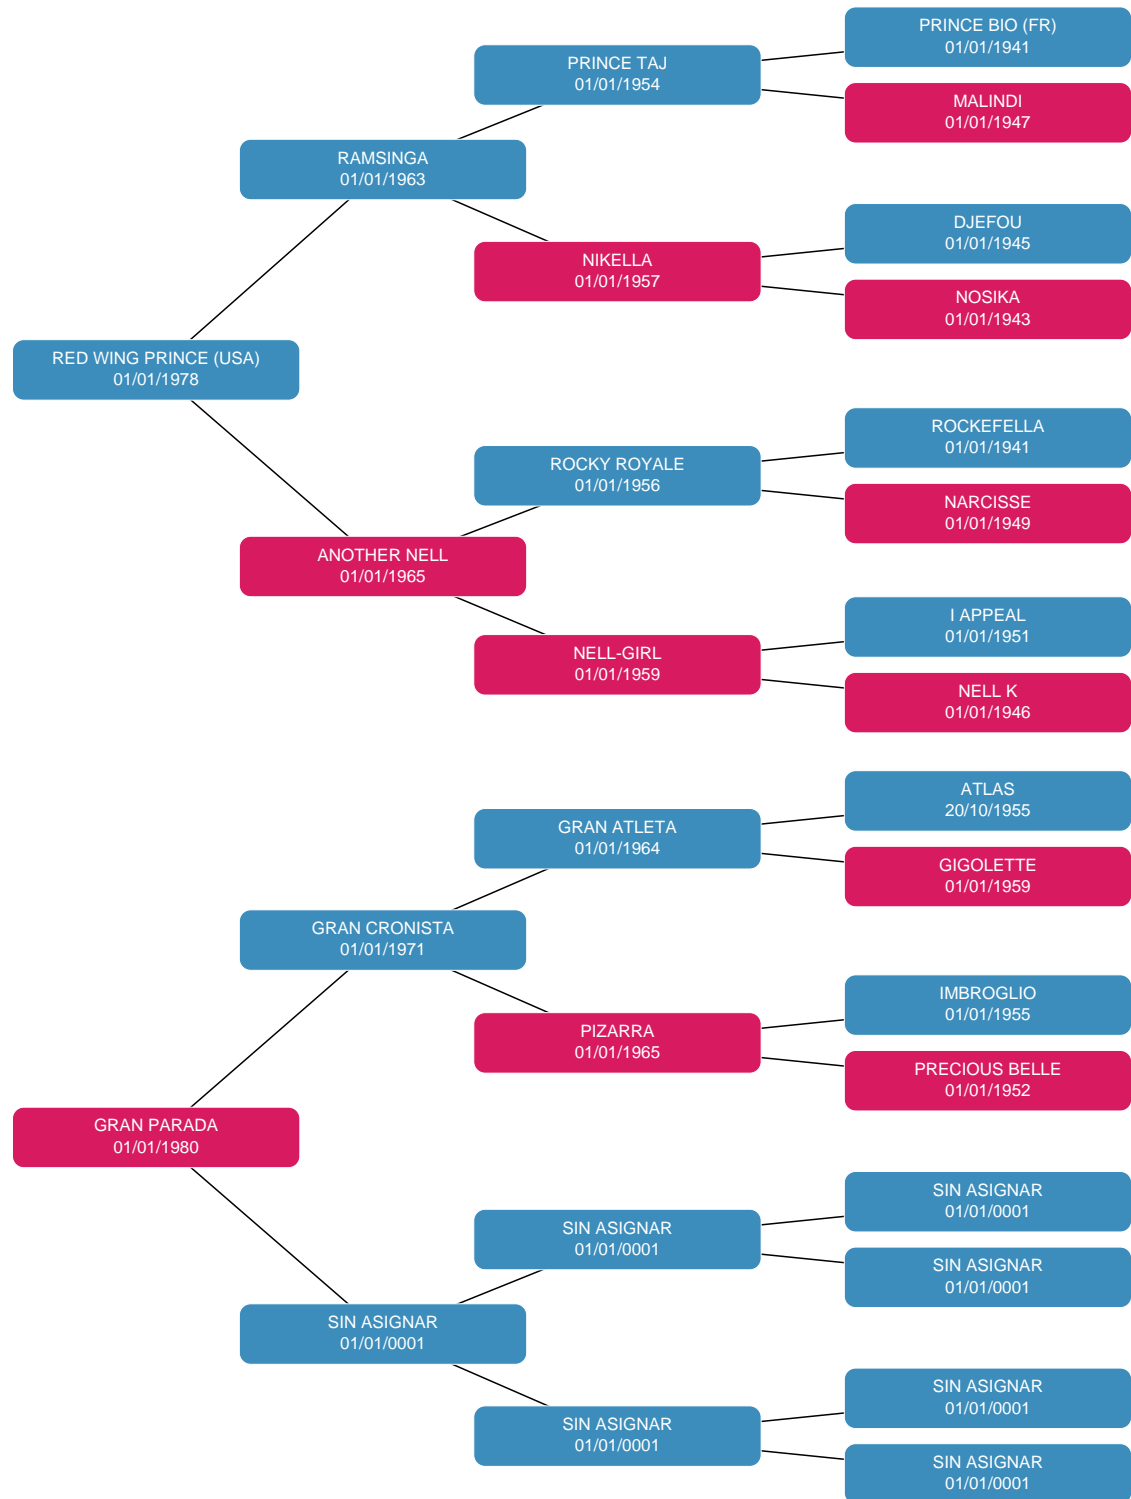 PRINCE BIO (FR)
01/01/1941
PRINCE TAJ
01/01/1954
MALINDI
01/01/1947
RAMSINGA
01/01/1963
DJEFOU
01/01/1945
NIKELLA
01/01/1957
NOSIKA
01/01/1943
RED WING PRINCE (USA)
01/01/1978
ROCKEFELLA
01/01/1941
ROCKY ROYALE
01/01/1956
NARCISSE
01/01/1949
ANOTHER NELL
01/01/1965
I APPEAL
01/01/1951
NELL-GIRL
01/01/1959
NELL K
01/01/1946
ATLAS
20/10/1955
GRAN ATLETA
01/01/1964
GIGOLETTE
01/01/1959
GRAN CRONISTA
01/01/1971
IMBROGLIO
01/01/1955
PIZARRA
01/01/1965
PRECIOUS BELLE
01/01/1952
GRAN PARADA
01/01/1980
SIN ASIGNAR
01/01/0001
SIN ASIGNAR
01/01/0001
SIN ASIGNAR
01/01/0001
SIN ASIGNAR
01/01/0001
SIN ASIGNAR
01/01/0001
SIN ASIGNAR
01/01/0001
SIN ASIGNAR
01/01/0001